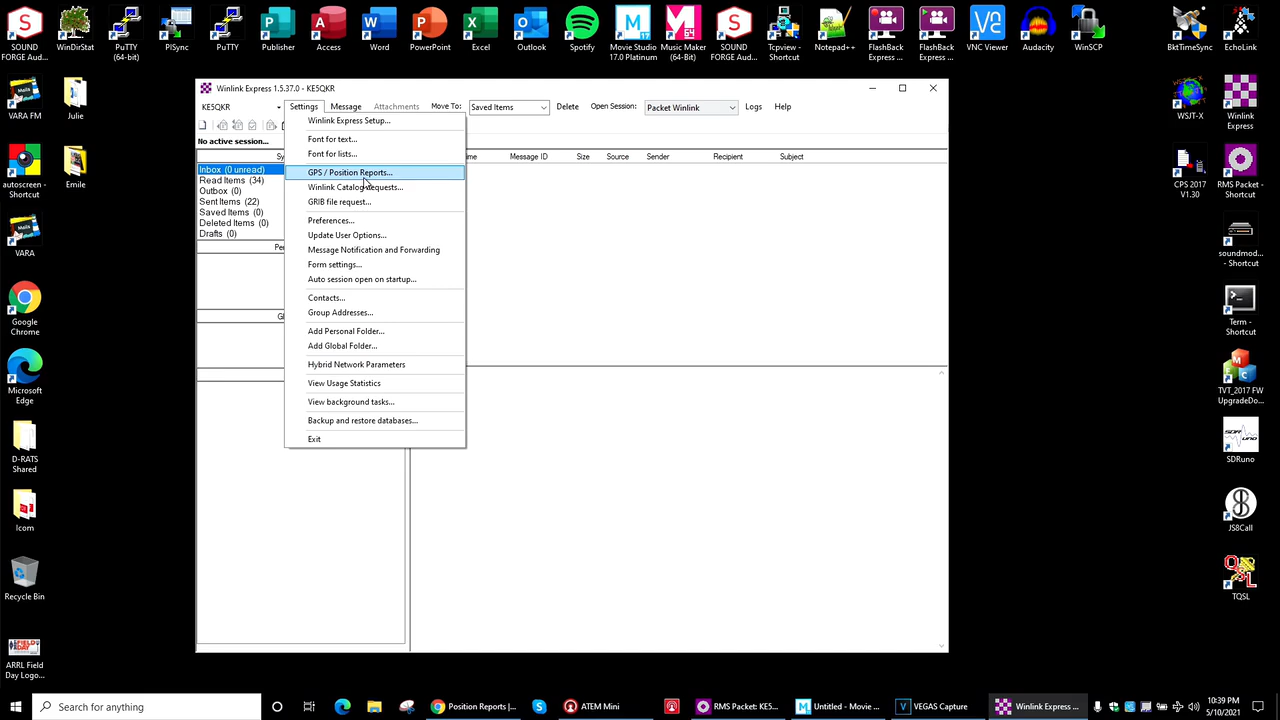 SOUND
FORGE Aud...
WinDirStat
PuTTY
(64-bit)
PISync
PuTTY
Publisher
Access
Word
PowerPoint
Excel
Outlook
Spotify
Movie Studio
17.0 Platinum
Music Maker
(64-Bit)
SOUND
FORGE Aud...
Tcpview -
Shortcut
Notepad++
FlashBack
Express ...
FlashBack
Express ...
VNC Viewer
Audacity
WinSCP
BktTimeSync
EchoLink
VARA FM
Julie
autoscreen -
Shortcut
Emile
VARA
Google
Chrome
Microsoft
Edge
D-RATS
Shared
Icom
Recycle Bin
ARRL Field
Day Logo...
Winlink Express 1.5.37.0 - KE5QKR
KE5QKR
Settings
Message
Attachments
Move To:
Saved Items
Delete
Open Session:
Packet Winlink
Logs
Help
No active session...
Sy
Message ID
Size
Source
Sender
Recipient
Subject
Inbox (0 unread)
Read Items (34)
Outbox (0)
Sent Items (22)
Saved Items (0)
Deleted Items (0)
Drafts (0)
Per
Gl
Winlink Express Setup...
Font for text...
Font for lists...
GPS / Position Reports...
Winlink Catalog Requests...
GRIB file request...
Preferences...
Update User Options...
Message Notification and Forwarding
Form settings...
Auto session open on startup...
Contacts...
Group Addresses...
Add Personal Folder...
Add Global Folder...
Hybrid Network Parameters
View Usage Statistics
View background tasks...
Backup and restore databases...
Exit
WSJT-X
Winlink
Express
CPS 2017
V1.30
RMS Packet -
Shortcut
soundmod...
- Shortcut
Term -
Shortcut
TVT_2017 FW
UpgradeDo...
SDRuno
JS8Call
TQSL
Search for anything
Position Reports |...
ATEM Mini
RMS Packet: KE5...
Untitled - Movie ...
VEGAS Capture
Winlink Express ...
10:39 PM
5/10/2021